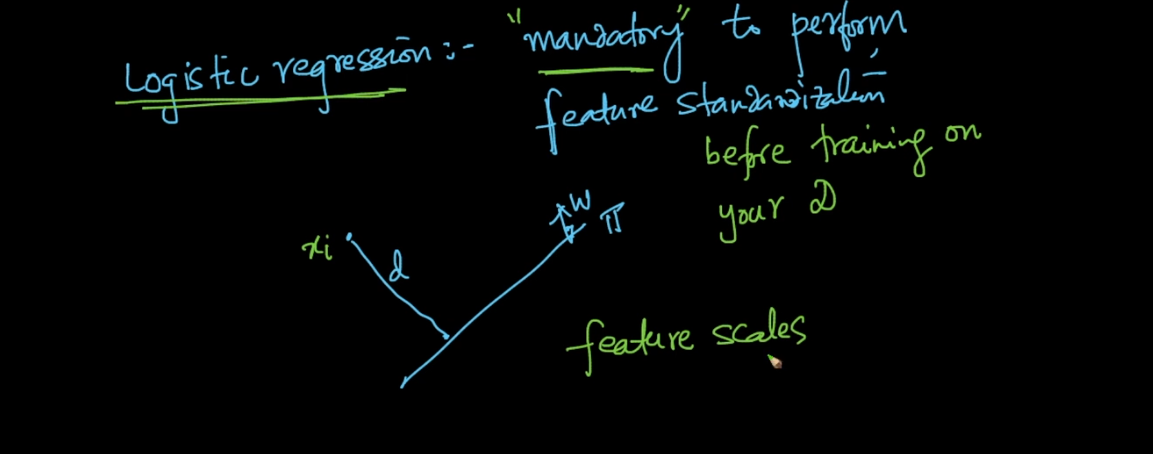 Logistic regression :- "mandatory" to perform
feature standardization
before training on
your D
xi
d
w
π
feature scales